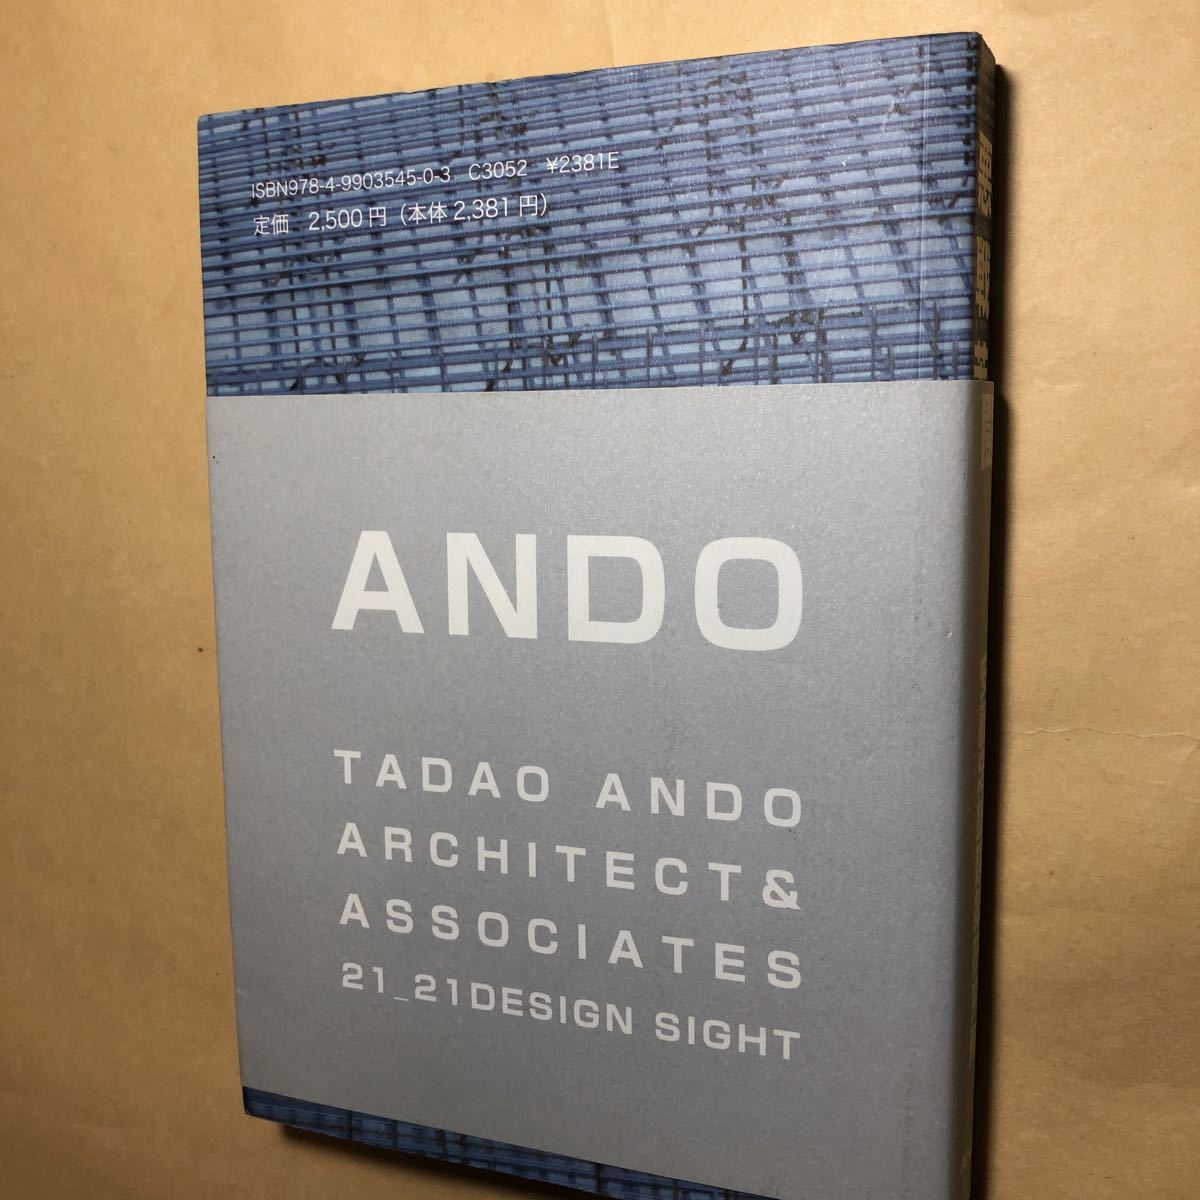 ISBN978-4-9903545-0-3 C3052 ¥2381E
定価 2,500円（本体2,381円）
ANDO
TADAO ANDO
ARCHITECT&
ASSOCIATES
21_21DESIGN SIGHT